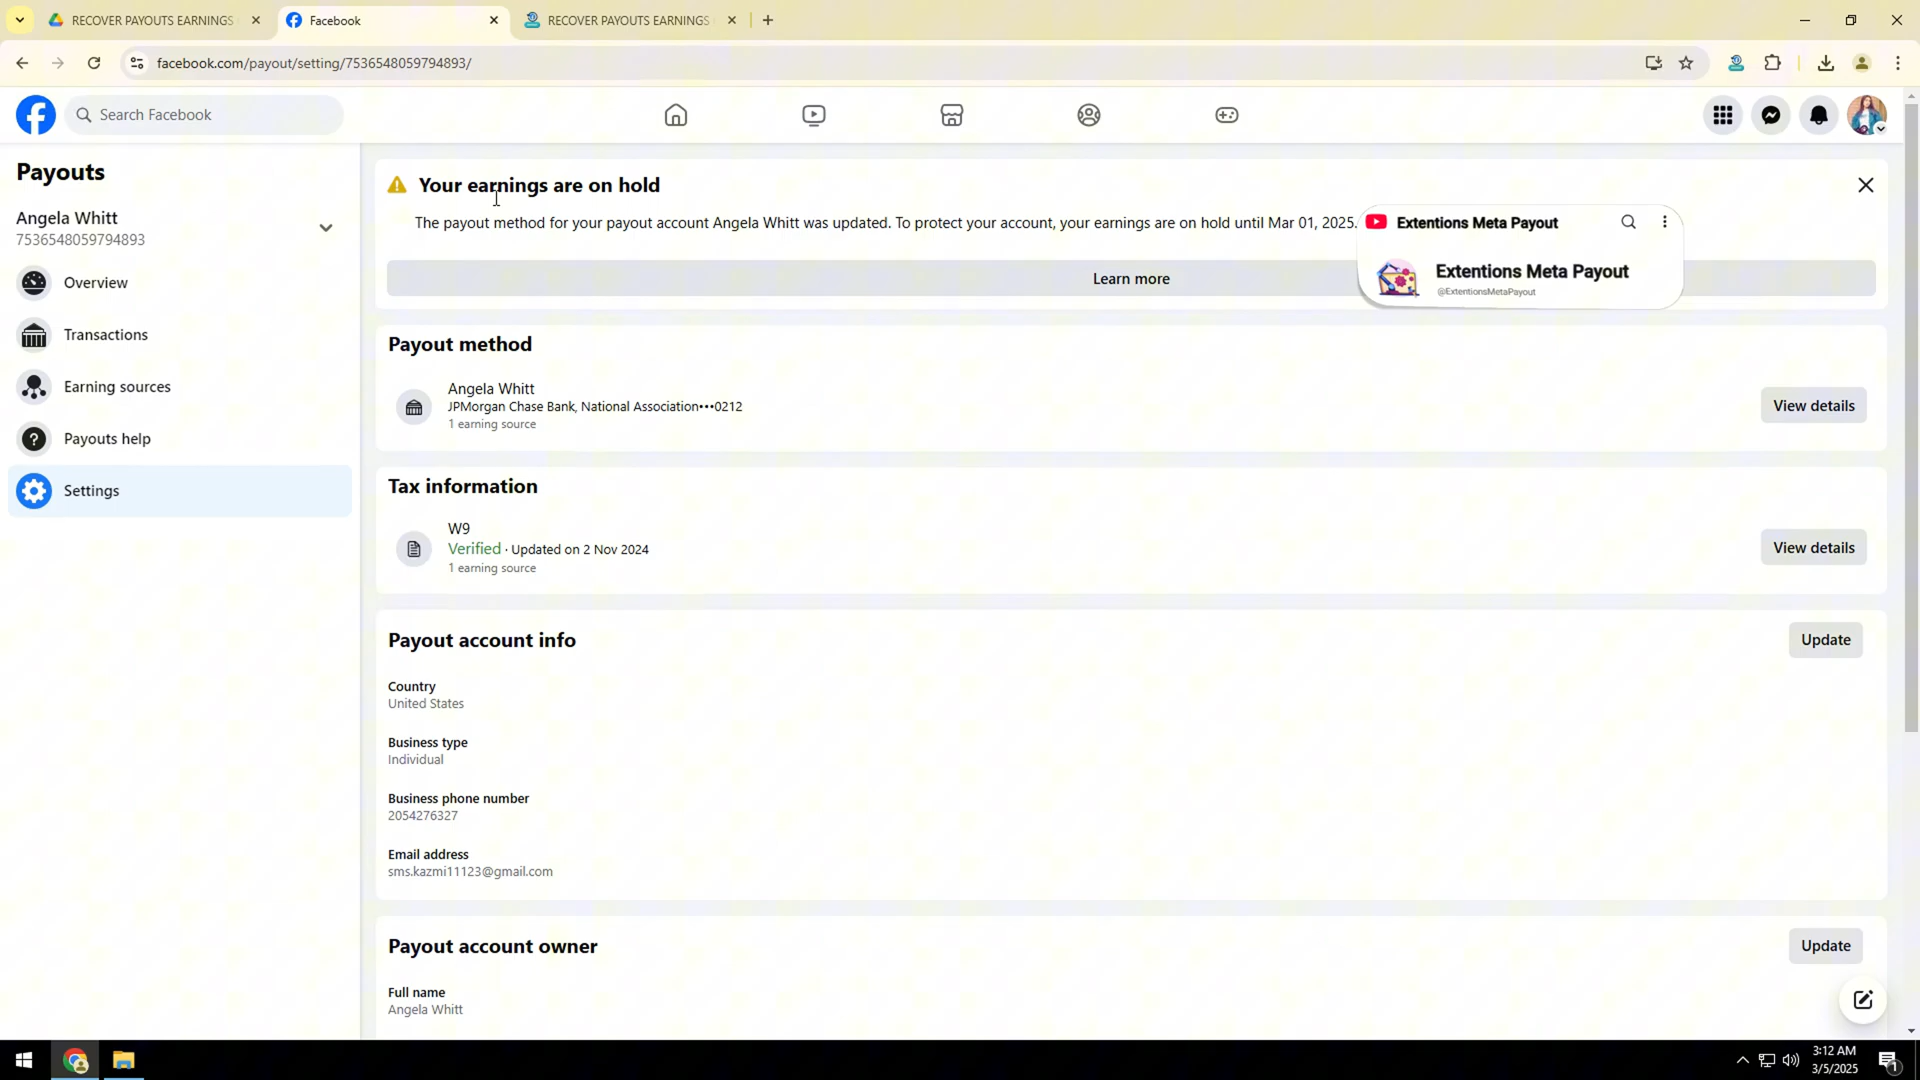 RECOVER PAYOUTS EARNINGS
Facebook
RECOVER PAYOUTS EARNINGS
facebook.com/payout/setting/7536548059794893/
Search Facebook
Payouts
Angela Whitt
7536548059794893
Overview
Transactions
Earning sources
Payouts help
Settings
Your earnings are on hold
The payout method for your payout account Angela Whitt was updated. To protect your account, your earnings are on hold until Mar 01, 2025.
Learn more
Extentions Meta Payout
Extentions Meta Payout
@ExtentionsMetaPayout
Payout method
Angela Whitt
JPMorgan Chase Bank, National Association•••0212
1 earning source
View details
Tax information
W9
Verified · Updated on 2 Nov 2024
1 earning source
View details
Payout account info
Update
Country
United States
Business type
Individual
Business phone number
2054276327
Email address
sms.kazmi11123@gmail.com
Payout account owner
Update
Full name
Angela Whitt
3:12 AM
3/5/2025
1